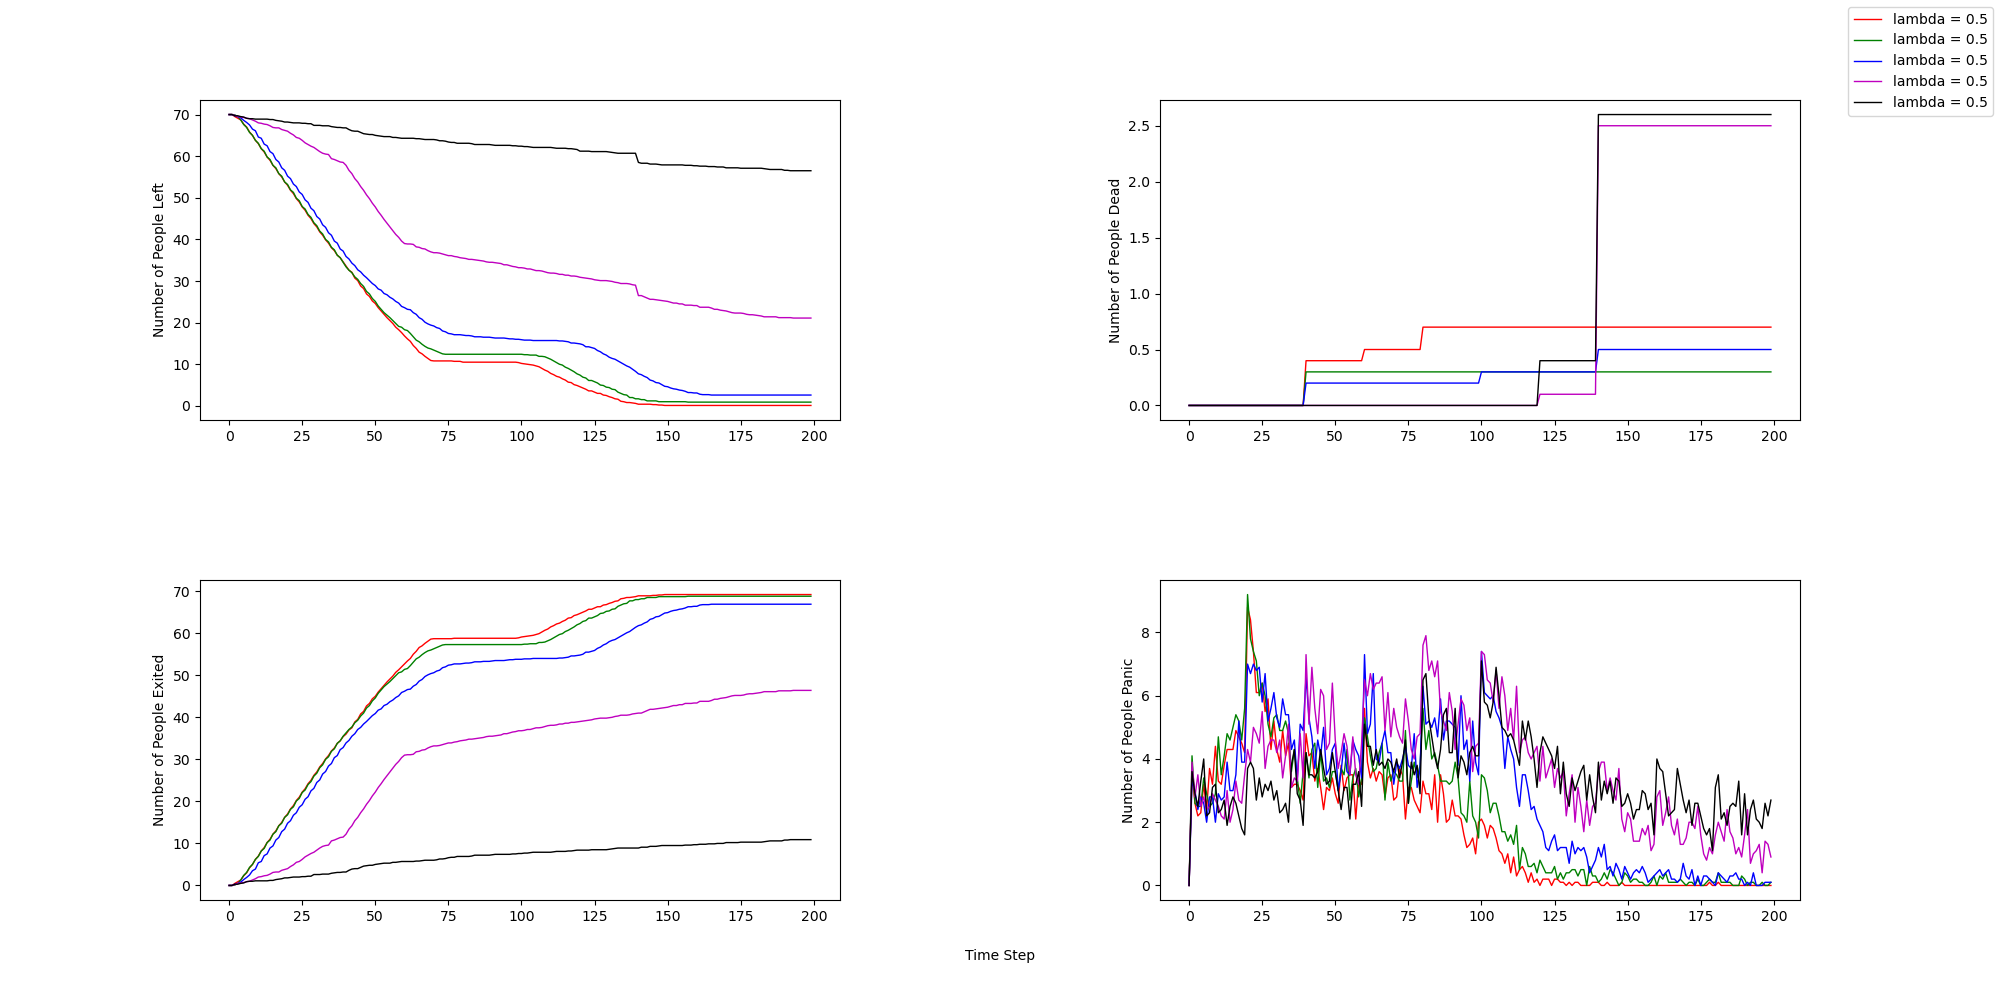 lambda = 0.5
lambda = 0.5
lambda = 0.5
lambda = 0.5
lambda = 0.5
Number of People Left
70
60
50
40
30
20
10
0
0 25 50 75 100 125 150 175 200
Number of People Dead
2.5
2.0
1.5
1.0
0.5
0.0
0 25 50 75 100 125 150 175 200
Number of People Exited
70
60
50
40
30
20
10
0
0 25 50 75 100 125 150 175 200
Number of People Panic
8
6
4
2
0
0 25 50 75 100 125 150 175 200
Time Step